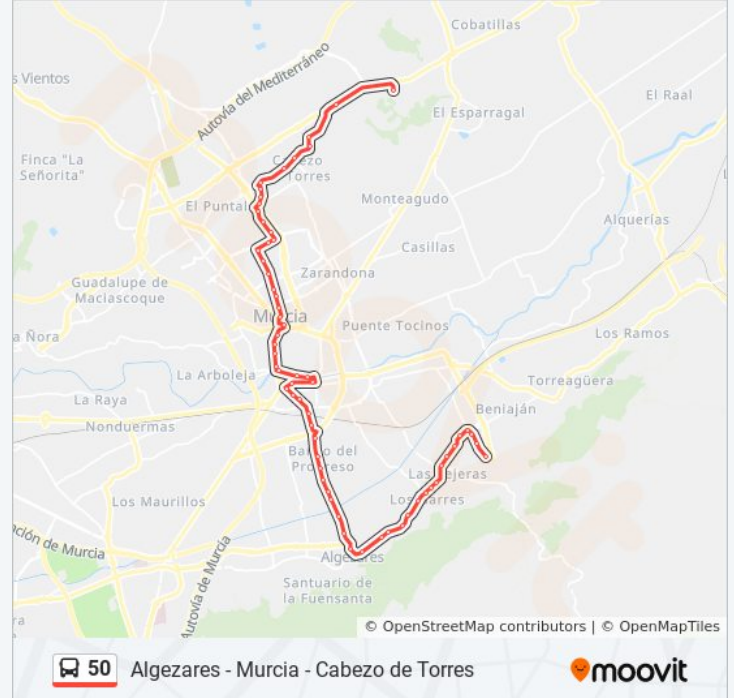 Cobatillas
s Vientos
Autovía del Mediterráneo
El Raal
El Esparragal
Finca "La
Señorita"
Cabezo
Torres
El Puntal
Monteagudo
Alquerías
Casillas
Zarandona
Guadalupe de
Maciascoque
Murcia
Puente Tocinos
a Ñora
Los Ramos
La Arboleja
Torreagüera
La Raya
Beniaján
Nonduermas
Barrio del
Progreso
Las Tejeras
Los Garres
Los Maurillos
ción de Murcia
Autovía de Murcia
Algezares
Santuario de
la Fuensanta
ra
© OpenStreetMap contributors | © OpenMapTiles
50 Algezares - Murcia - Cabezo de Torres
moovit